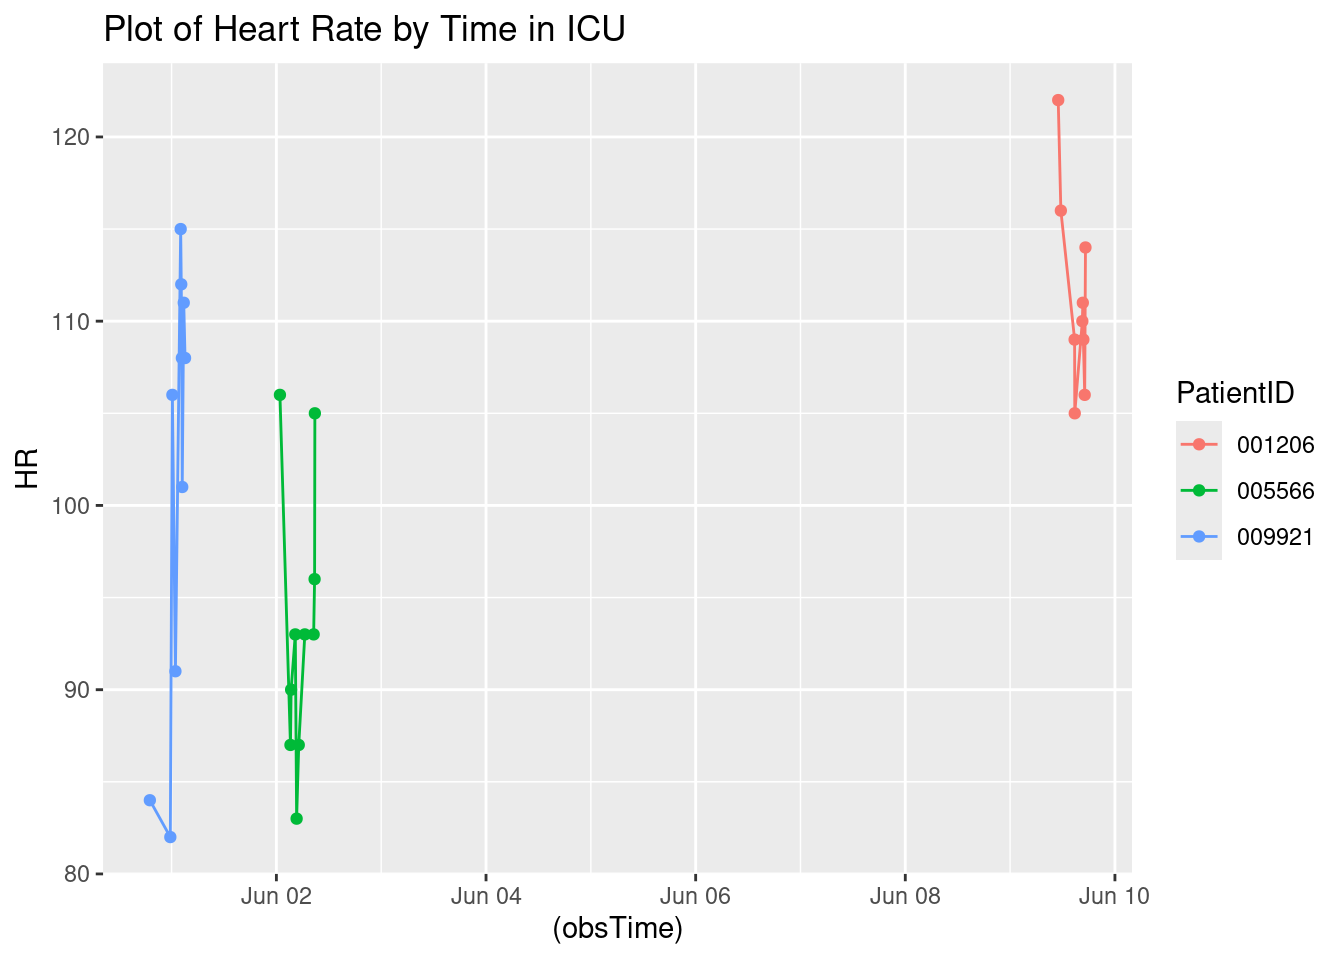 Plot of Heart Rate by Time in ICU
120
110
100
90
80
HR
Jun 02 Jun 04 Jun 06 Jun 08 Jun 10
(obsTime)
PatientID
001206
005566
009921